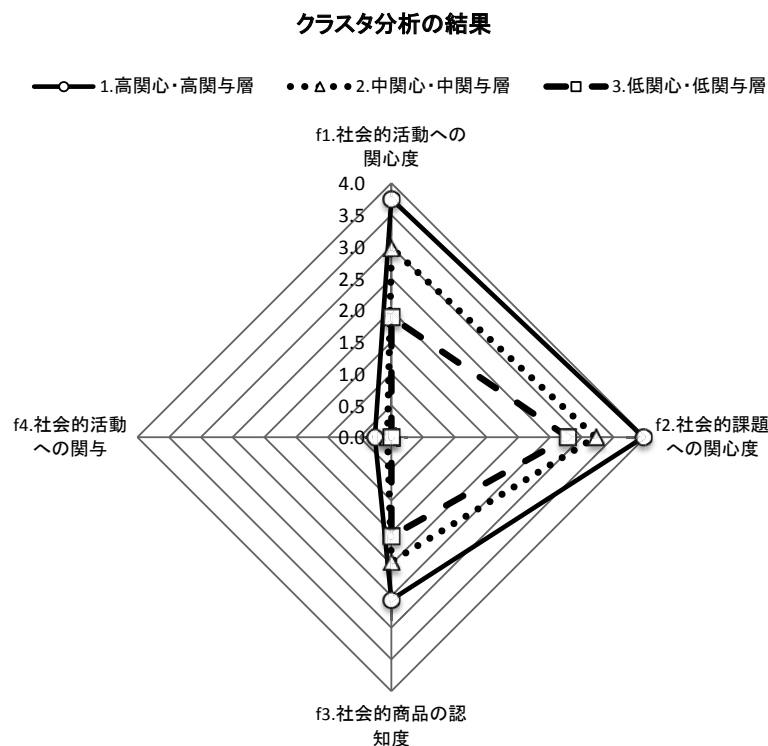 クラスタ分析の結果
1.高関心・高関与層 2.中関心・中関与層 3.低関心・低関与層
f1.社会的活動への
関心度
4.0
3.5
3.0
2.5
2.0
1.5
1.0
0.5
0.0
f4.社会的活動
への関与
f2.社会的課題
への関心度
f3.社会的商品の認
知度